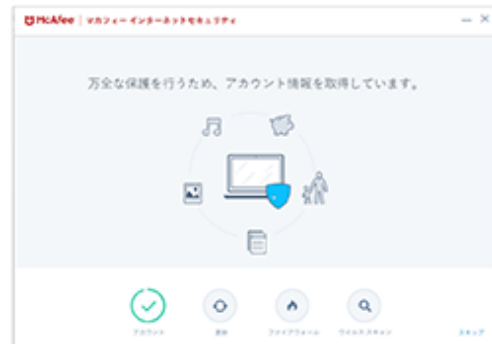 McAfee | マカフィー インターネットセキュリティ
万全な保護を行うため、アカウント情報を取得しています。
アカウント
更新
ファイアウォール
ウイルス スキャン
スキップ